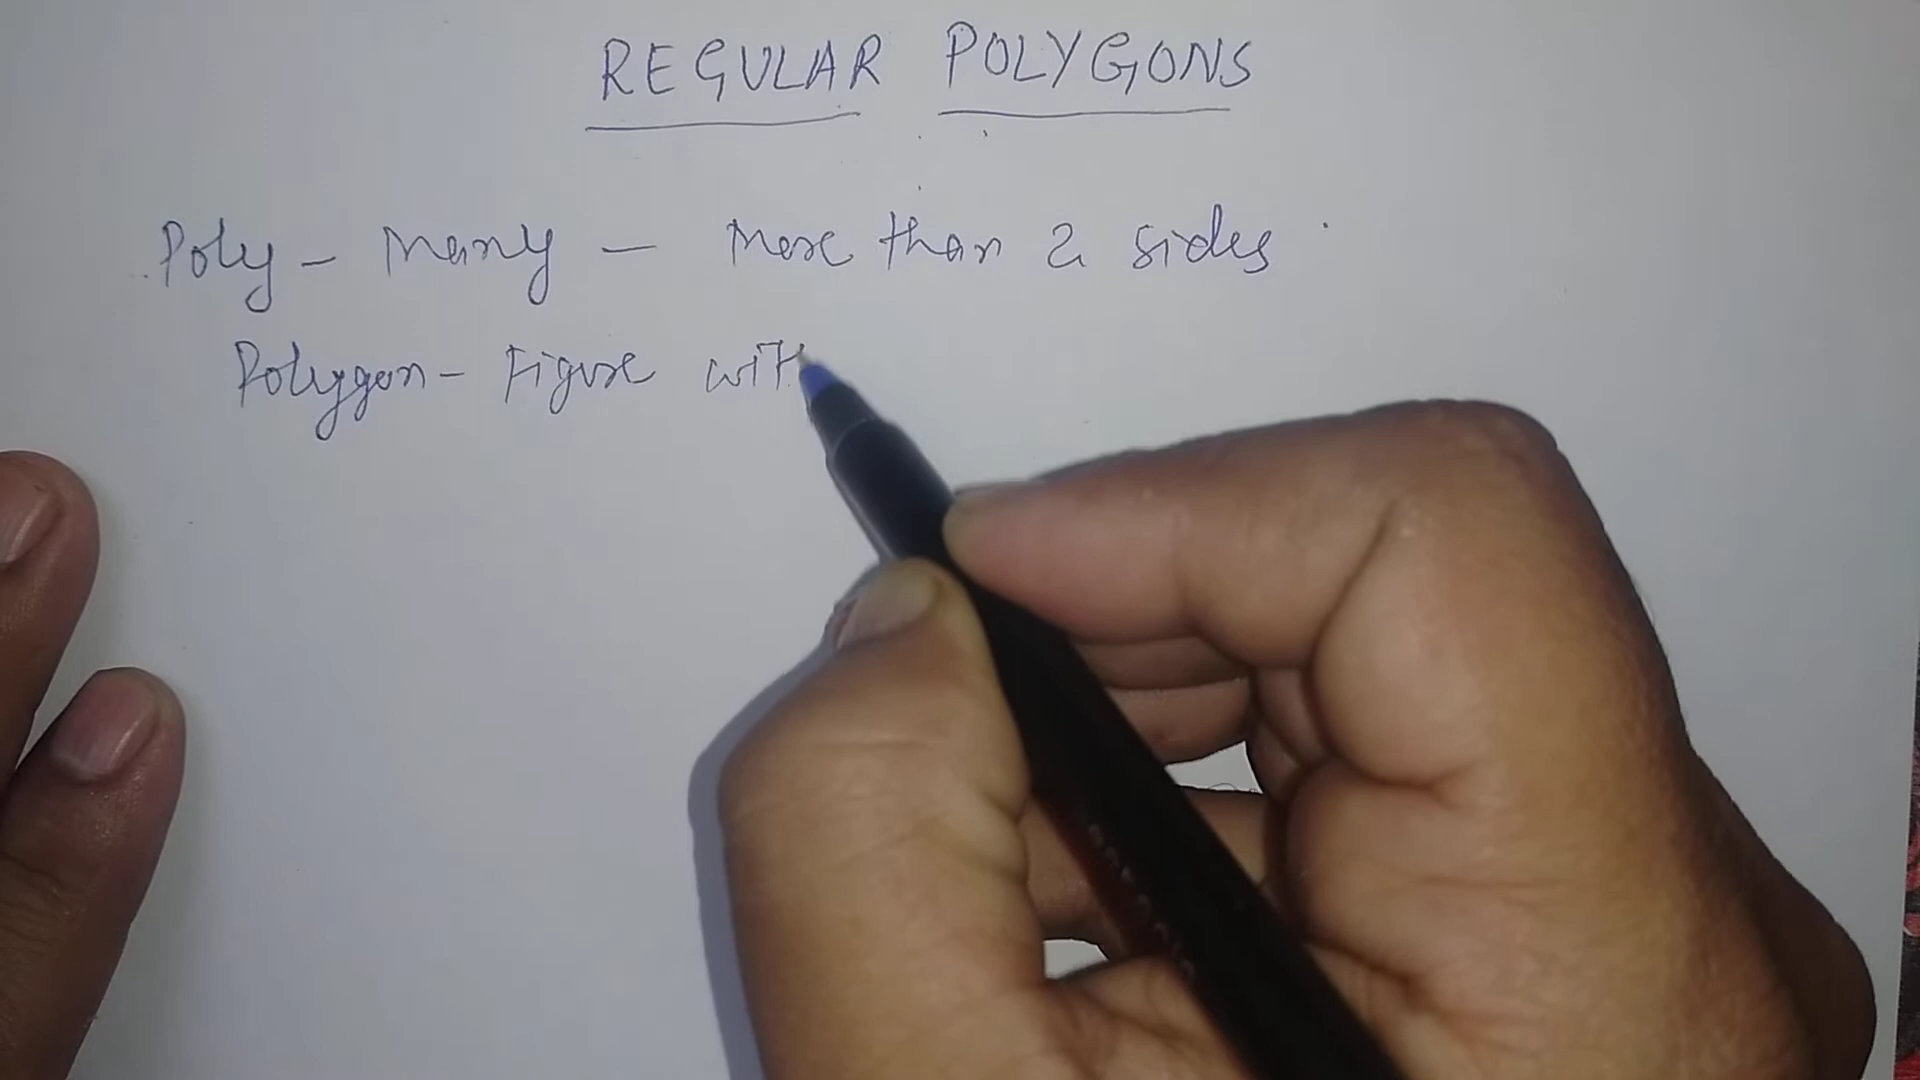 REGULAR POLYGONS
Poly - Many - More than 2 sides
Polygon - Figure with